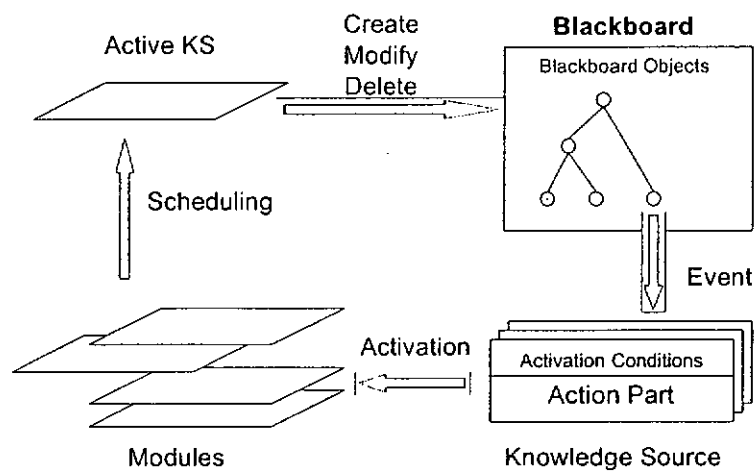 Active KS
Create
Modify
Delete
Blackboard
Blackboard Objects
Scheduling
Event
Activation
Activation Conditions
Action Part
Modules
Knowledge Source